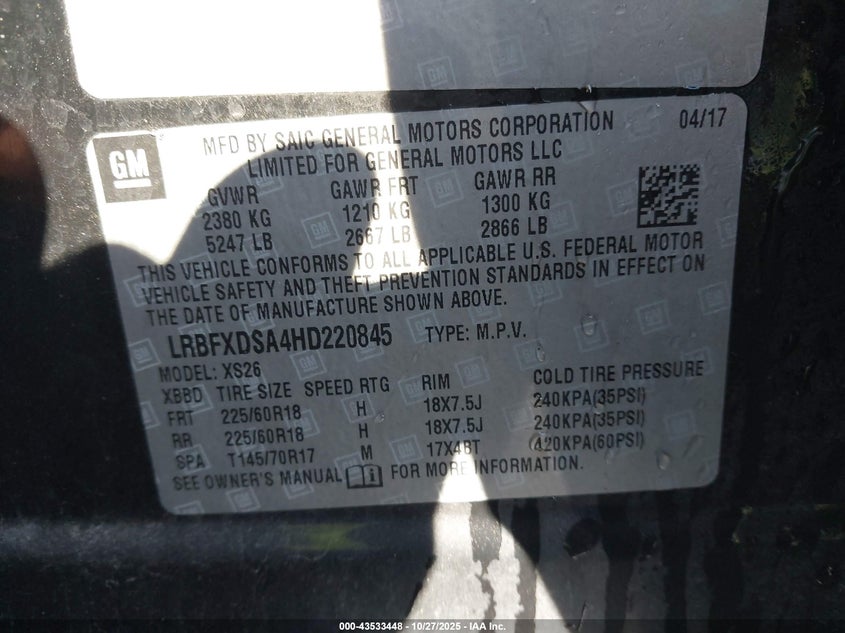 GM
MFD BY SAIC GENERAL MOTORS CORPORATION 04/17
LIMITED FOR GENERAL MOTORS LLC
GVWR GAWR FRT GAWR RR
2380 KG 1210 KG 1300 KG
5247 LB 2667 LB 2866 LB
THIS VEHICLE CONFORMS TO ALL APPLICABLE U.S. FEDERAL MOTOR
VEHICLE SAFETY AND THEFT PREVENTION STANDARDS IN EFFECT ON
THE DATE OF MANUFACTURE SHOWN ABOVE.
LRBFXDSA4HD220845 TYPE: M.P.V.
MODEL: XS26
XBBD TIRE SIZE SPEED RTG RIM COLD TIRE PRESSURE
FRT 225/60R18 H 18X7.5J 240KPA(35PSI)
RR 225/60R18 H 18X7.5J 240KPA(35PSI)
SPA T145/70R17 M 17X4BT (420KPA(60PSI)
SEE OWNER'S MANUAL FOR MORE INFORMATION.
000-43533448 - 10/27/2025 - www.iaai.com